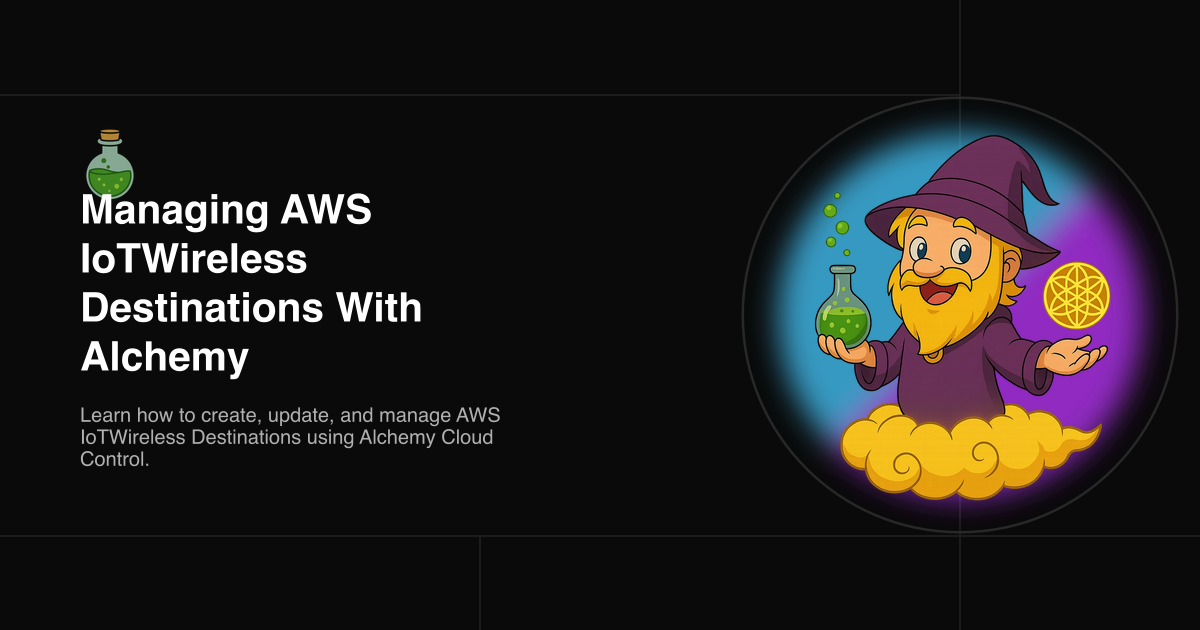 Managing AWS
IoTWireless
Destinations With
Alchemy
Learn how to create, update, and manage AWS
IoTWireless Destinations using Alchemy Cloud
Control.